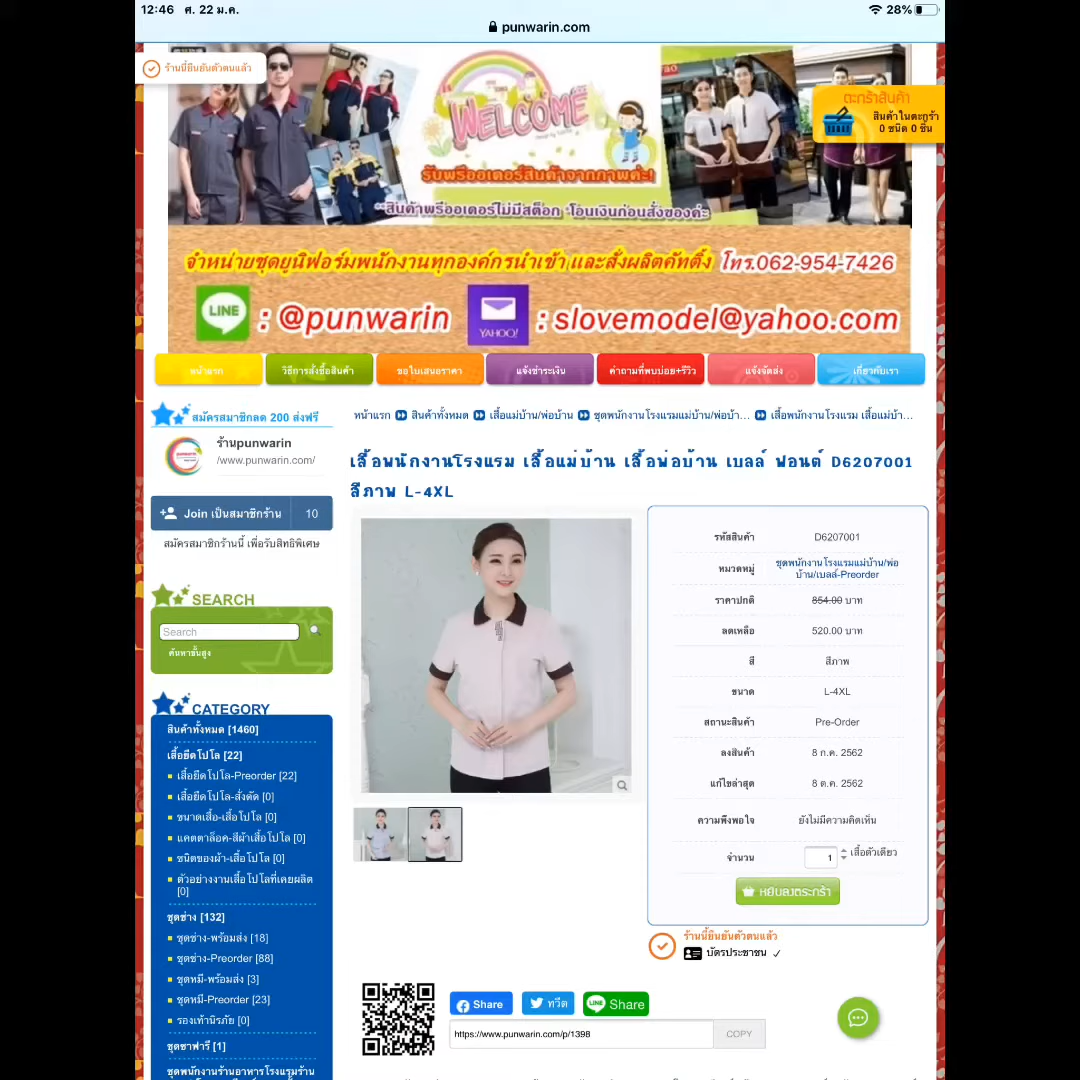 12:46 ศ. 22 ม.ค.
28%
punwarin.com
ร้านนี้ยืนยันตัวตนแล้ว
WELCOME
รับพรีออเดอร์สินค้าจากภาพค่ะ!
**สินค้าพรีออเดอร์ไม่มีสต็อก *โอนเงินก่อนสั่งของค่ะ
ตะกร้าสินค้า
สินค้าในตะกร้า
0 ชนิด 0 ชิ้น
จำหน่ายชุดยูนิฟอร์มพนักงานทุกองค์กรนำเข้า และสั่งผลิตคัทติ้ง โทร.062-954-7426
LINE : @punwarin YAHOO! : slovemodel@yahoo.com
หน้าแรก วิธีการสั่งซื้อสินค้า ขอใบเสนอราคา แจ้งชำระเงิน คำถามที่พบบ่อย+รีวิว แจ้งจัดส่ง เกี่ยวกับเรา
สมัครสมาชิกลด 200 ส่งฟรี
ร้านpunwarin
/www.punwarin.com/
Join เป็นสมาชิกร้าน 10
สมัครสมาชิกร้านนี้ เพื่อรับสิทธิพิเศษ
SEARCH
Search
ค้นหาขั้นสูง
CATEGORY
สินค้าทั้งหมด [1460]
เสื้อยืดโปโล [22]
เสื้อยืดโปโล-Preorder [22]
เสื้อยืดโปโล-สั่งตัด [0]
ขนาดเสื้อ-เสื้อโปโล [0]
แคตตาล็อค-สีผ้าเสื้อโปโล [0]
ชนิดของผ้า-เสื้อโปโล [0]
ตัวอย่างงานเสื้อโปโลที่เคยผลิต
[0]
ชุดช่าง [132]
ชุดช่าง-พร้อมส่ง [18]
ชุดช่าง-Preorder [88]
ชุดหมี-พร้อมส่ง [3]
ชุดหมี-Preorder [23]
รองเท้านิรภัย [0]
ชุดซาฟารี [1]
ชุดพนักงานร้านอาหารโรงแรมร้าน
หน้าแรก สินค้าทั้งหมด เสื้อแม่บ้าน/พ่อบ้าน ชุดพนักงานโรงแรมแม่บ้าน/พ่อบ้า... เสื้อพนักงานโรงแรม เสื้อแม่บ้า...
เสื้อพนักงานโรงแรม เสื้อแม่บ้าน เสื้อพ่อบ้าน เบลล์ ฟอนต์ D6207001
สีภาพ L-4XL
รหัสสินค้า D6207001
หมวดหมู่ ชุดพนักงานโรงแรมแม่บ้าน/พ่อ
บ้าน/เบลล์-Preorder
ราคาปกติ 854.00 บาท
ลดเหลือ 520.00 บาท
สี สีภาพ
ขนาด L-4XL
สถานะสินค้า Pre-Order
ลงสินค้า 8 ก.ค. 2562
แก้ไขล่าสุด 8 ต.ค. 2562
ความพึงพอใจ ยังไม่มีความคิดเห็น
จำนวน 1 เสื้อตัวเดียว
หยิบลงตะกร้า
ร้านนี้ยืนยันตัวตนแล้ว
บัตรประชาชน
Share ทวีต LINE Share
https://www.punwarin.com/p/1398 COPY